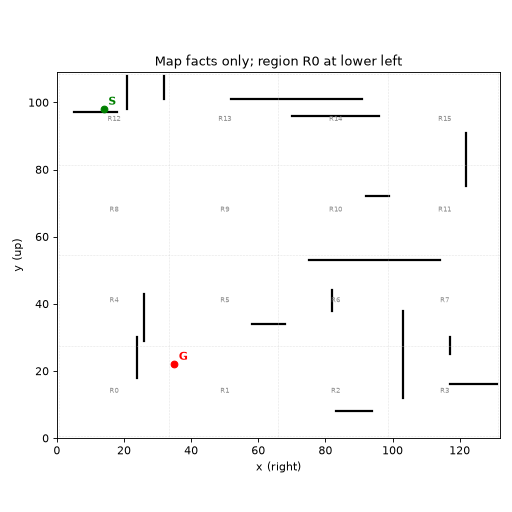 Map facts only; region R0 at lower left
100
80
60
40
20
0
y (up)
S
R12
R13
R14
R15
R8
R9
R10
R11
R4
R5
R6
R7
G
R0
R1
R2
R3
0
20
40
60
80
100
120
x (right)